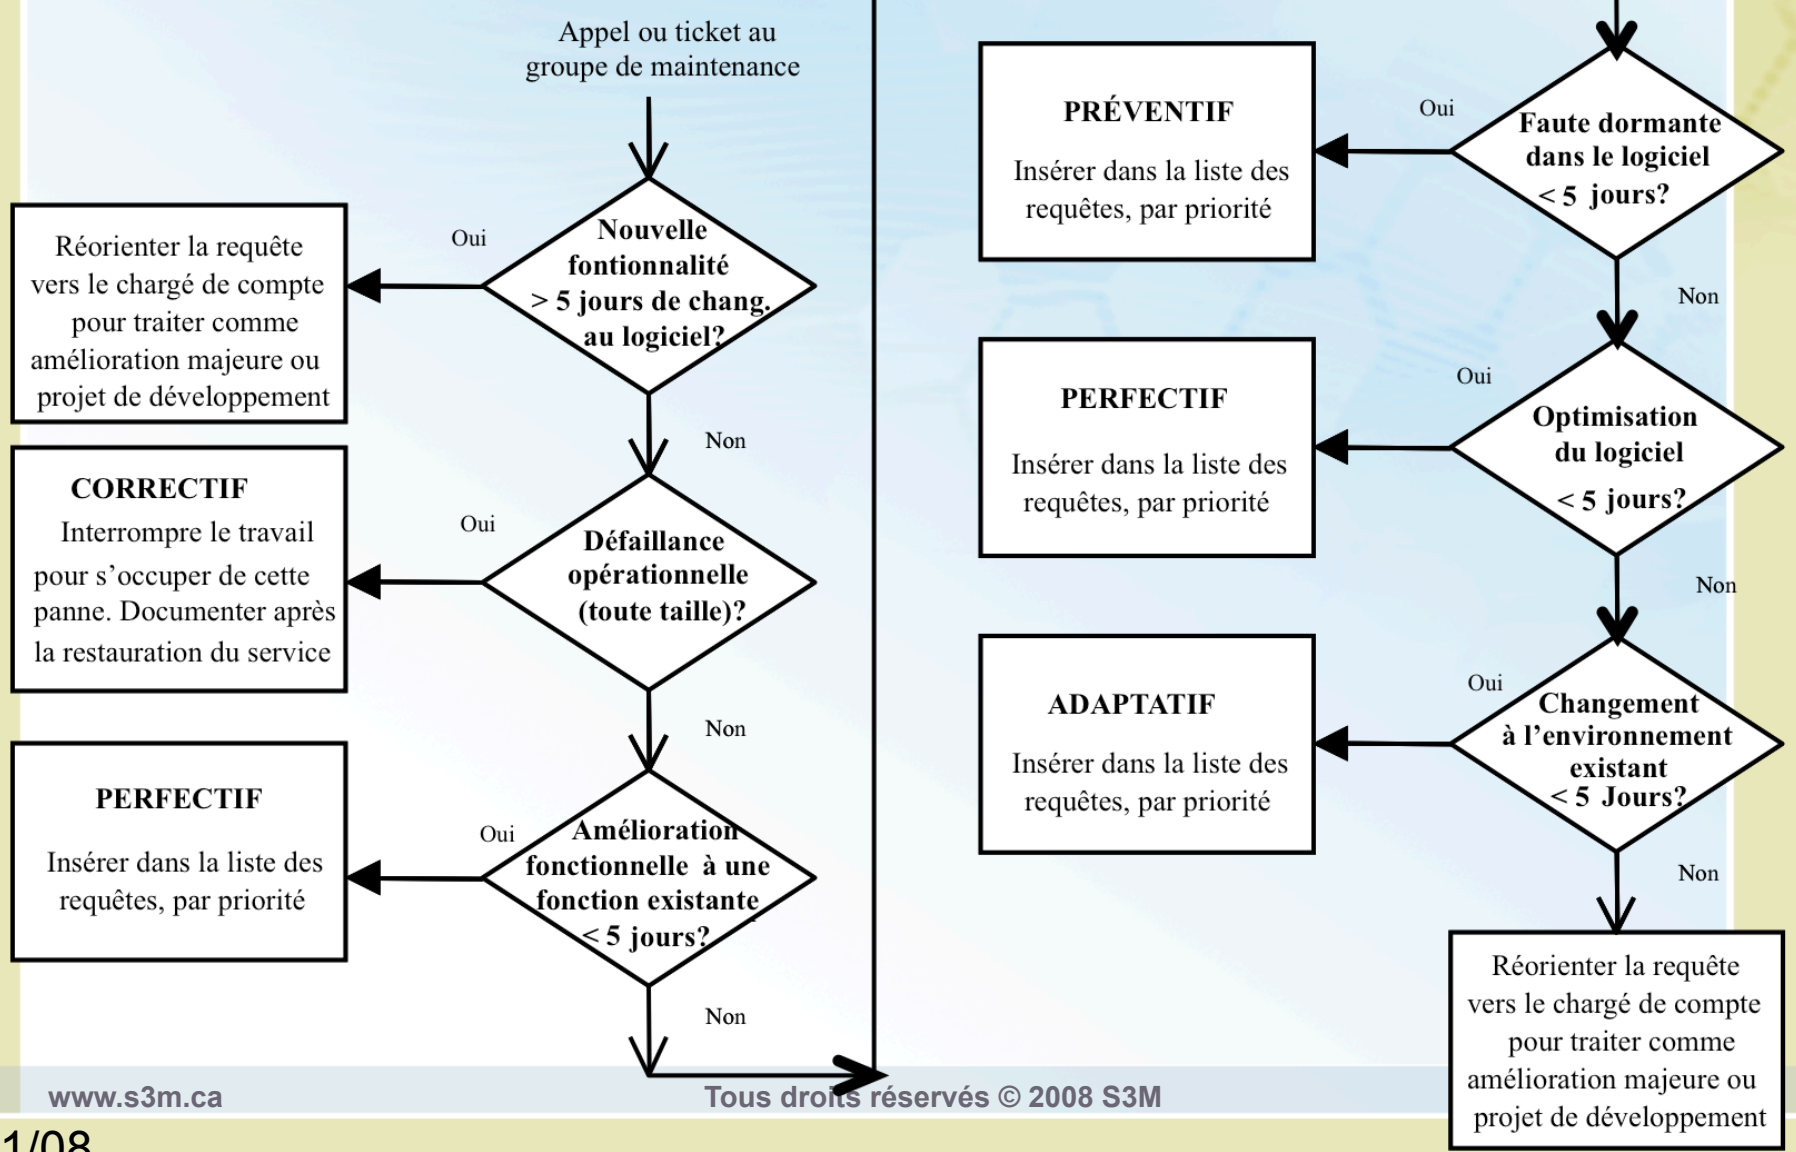 Appel ou ticket au
groupe de maintenance
Nouvelle
fontionnalité
> 5 jours de chang.
au logiciel?
Oui
Réorienter la requête
vers le chargé de compte
pour traiter comme
amélioration majeure ou
projet de développement
Non
Défaillance
opérationnelle
(toute taille)?
Oui
CORRECTIF
Interrompre le travail
pour s’occuper de cette
panne. Documenter après
la restauration du service
Non
Amélioration
fonctionnelle à une
fonction existante
< 5 jours?
Oui
PERFECTIF
Insérer dans la liste des
requêtes, par priorité
Non
Faute dormante
dans le logiciel
< 5 jours?
Oui
PRÉVENTIF
Insérer dans la liste des
requêtes, par priorité
Non
Optimisation
du logiciel
< 5 jours?
Oui
PERFECTIF
Insérer dans la liste des
requêtes, par priorité
Non
Changement
à l’environnement
existant
< 5 Jours?
Oui
ADAPTATIF
Insérer dans la liste des
requêtes, par priorité
Non
Réorienter la requête
vers le chargé de compte
pour traiter comme
amélioration majeure ou
projet de développement
www.s3m.ca
Tous droits réservés © 2008 S3M
1/08